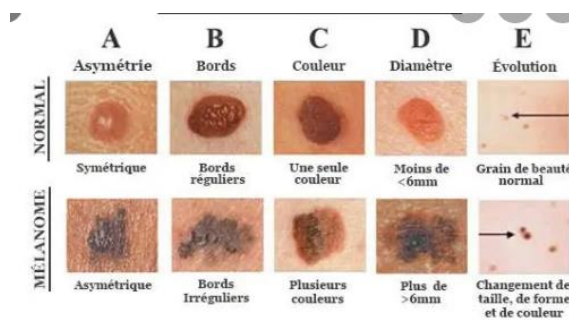 A B C D E
Asymétrie Bords Couleur Diamètre Évolution
NORMAL
Symétrique Bords Une seule Moins de Grain de beauté
réguliers couleur <6mm normal
MÉLANOME
Asymétrique Bords Plusieurs Plus de Changement de
Irréguliers couleurs >6mm taille, de forme
et de couleur